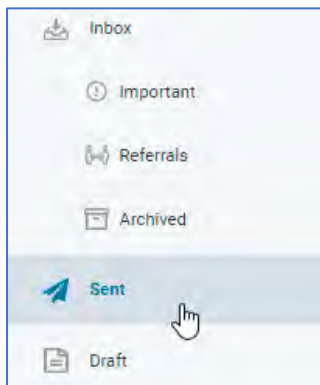 Inbox
Important
Referrals
Archived
Sent
Draft